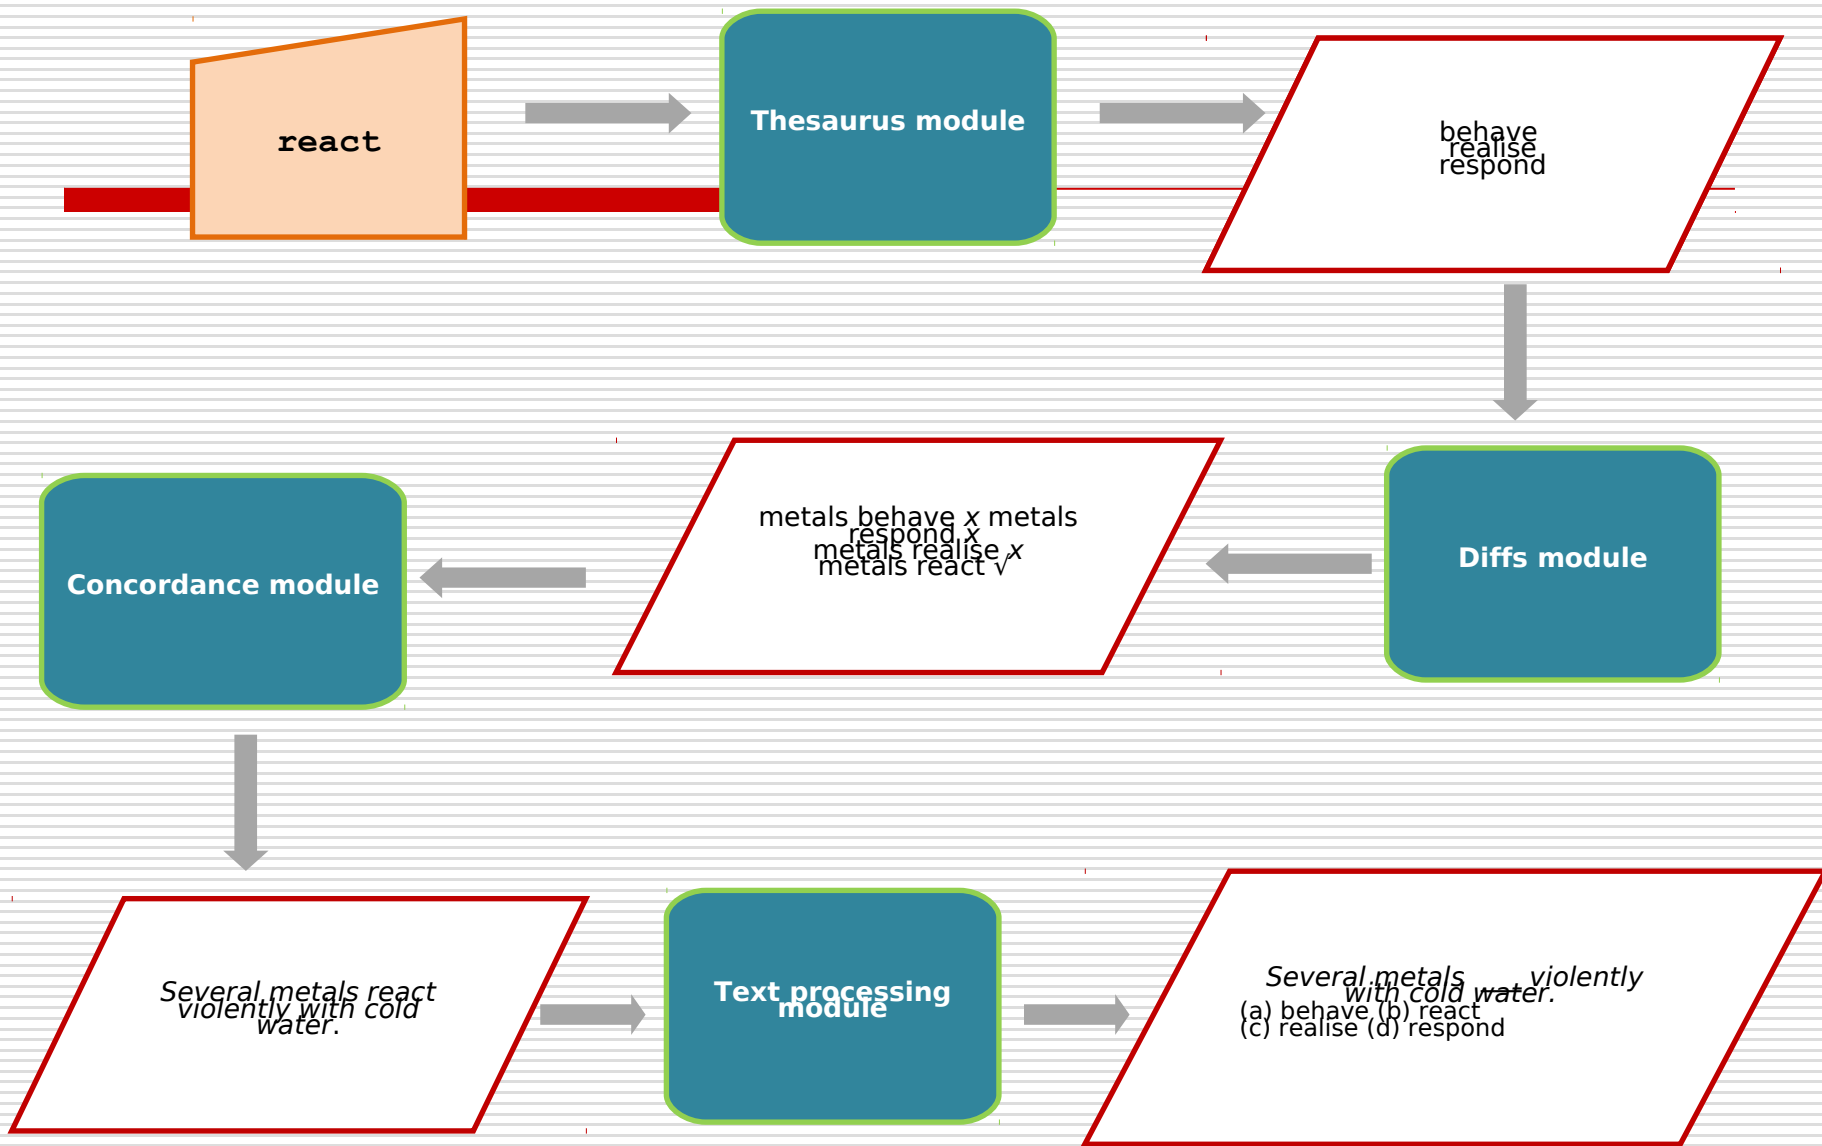 react
Thesaurus module
behave
realise
respond
metals behave x metals
respond x
metals realise x
metals react √
Diffs module
Concordance module
Several metals react
violently with cold
water.
Text processing
module
Several metals ___ violently
with cold water.
(a) behave (b) react
(c) realise (d) respond